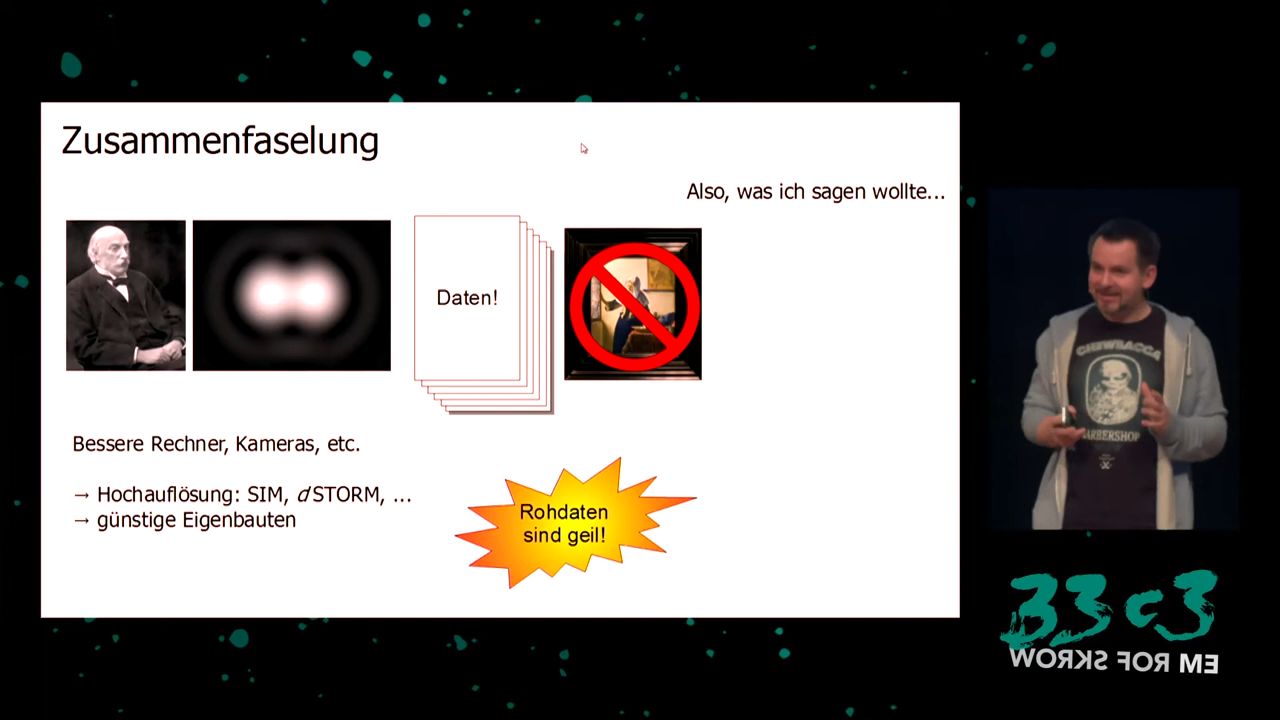 Zusammenfaselung
Also, was ich sagen wollte...
Daten!
Bessere Rechner, Kameras, etc.
→ Hochauflösung: SIM, dSTORM, ...
→ günstige Eigenbauten
Rohdaten
sind geil!
CHEWBACCA
BARBERSHOP
33c3
WORKS FOR ME